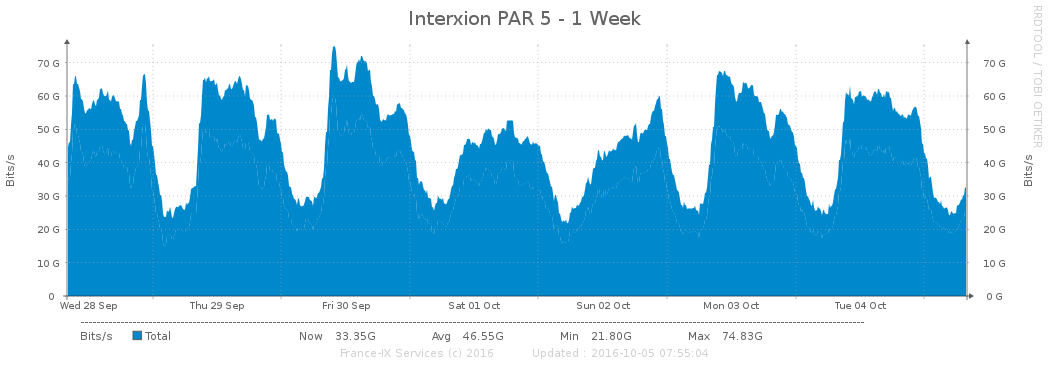 Interxion PAR 5 - 1 Week
RRDTOOL / TOBI OETIKER
Bits/s
70 G
60 G
50 G
40 G
30 G
20 G
10 G
0
70 G
60 G
50 G
40 G
30 G
20 G
10 G
0 G
Bits/s
Wed 28 Sep Thu 29 Sep Fri 30 Sep Sat 01 Oct Sun 02 Oct Mon 03 Oct Tue 04 Oct
Bits/s Total Now 33.35G Avg 46.55G Min 21.80G Max 74.83G
France-IX Services (c) 2016 Updated : 2016-10-05 07:55:04